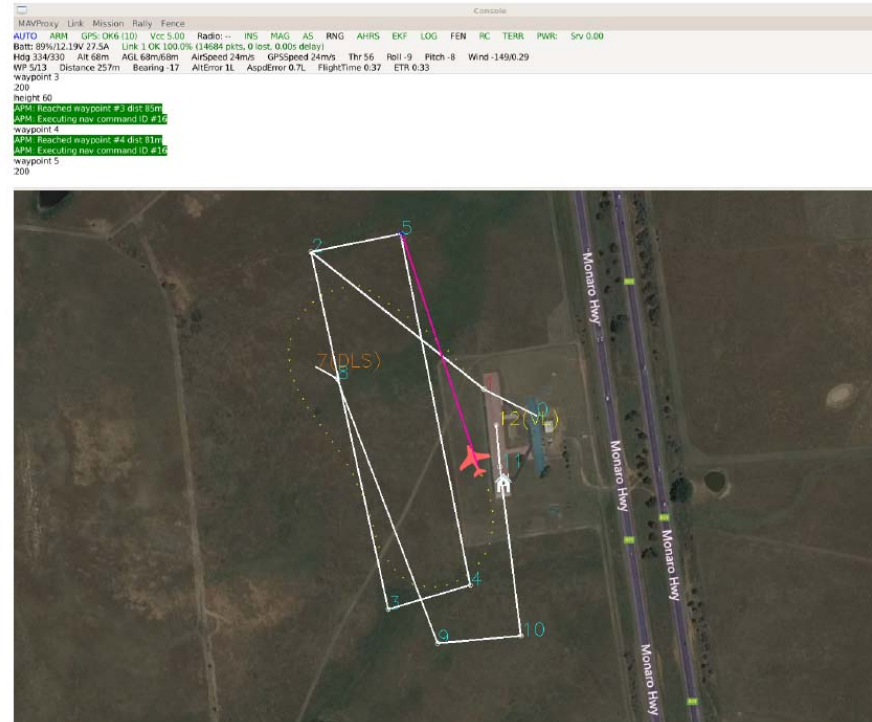 Console
MAVProxy Link Mission Rally Fence
AUTO ARM GPS: OK6 (10) Vcc 5.00 Radio: -- INS MAG AS RNG AHRS EKF LOG FEN RC TERR PWR: Srv 0.00
Batt: 89%/12.19V 27.5A Link 1 OK 100.0% (14684 pkts, 0 lost, 0.00s delay)
Hdg 334/330 Alt 68m AGL 68m/68m AirSpeed 24m/s GPSSpeed 24m/s Thr 56 Roll -9 Pitch -8 Wind -149/0.29
WP 5/13 Distance 257m Bearing -17 AltError 1L AspdError 0.7L FlightTime 0:37 ETR 0:33
waypoint 3
200
height 60
APM: Reached waypoint #3 dist 85m
APM: Executing nav command ID #16
waypoint 4
APM: Reached waypoint #4 dist 81m
APM: Executing nav command ID #16
waypoint 5
200
2
5
Monaro Hwy
Monaro Hwy
7(DLS)
8
12(VL)
Monaro Hwy
Monaro Hwy
3
4
9
10
Monaro Hwy
Monaro Hwy